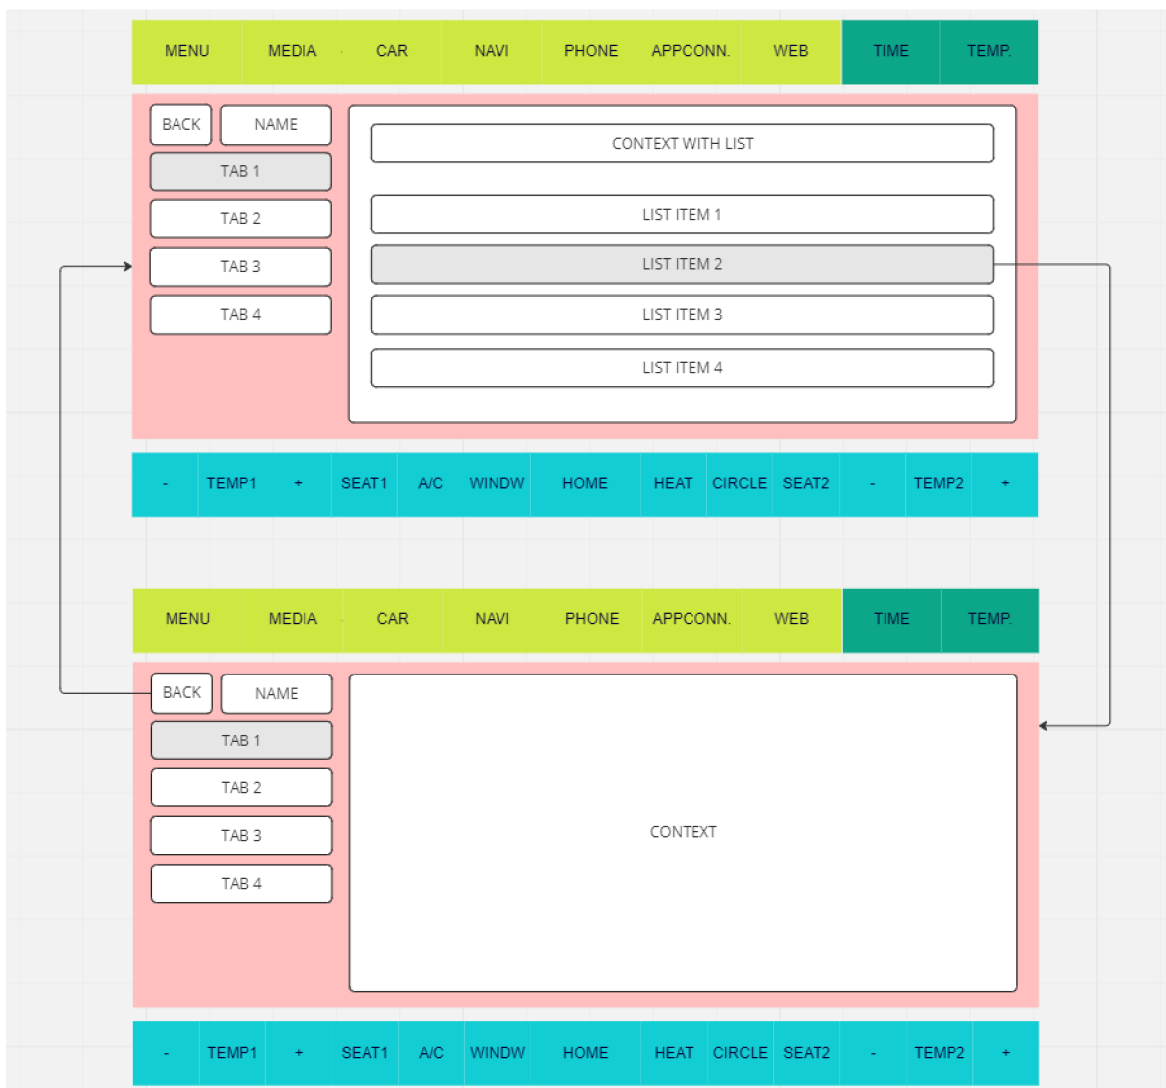 MENU MEDIA CAR NAVI PHONE APPCONN. WEB TIME TEMP.
BACK NAME
TAB 1
TAB 2
TAB 3
TAB 4
CONTEXT WITH LIST
LIST ITEM 1
LIST ITEM 2
LIST ITEM 3
LIST ITEM 4
- TEMP1 + SEAT1 A/C WINDW HOME HEAT CIRCLE SEAT2 - TEMP2 +
MENU MEDIA CAR NAVI PHONE APPCONN. WEB TIME TEMP.
BACK NAME
TAB 1
TAB 2
TAB 3
TAB 4
CONTEXT
- TEMP1 + SEAT1 A/C WINDW HOME HEAT CIRCLE SEAT2 - TEMP2 +